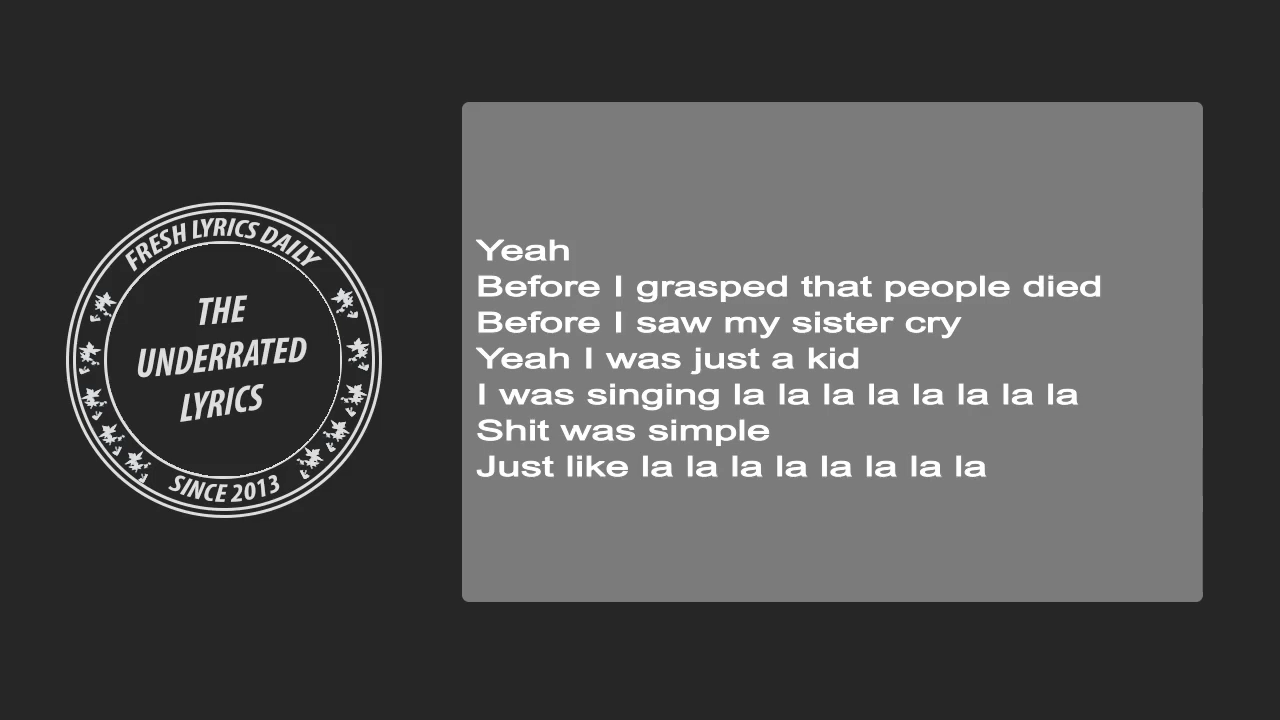 FRESH LYRICS DAILY
THE
UNDERRATED
LYRICS
SINCE 2013
Yeah
Before I grasped that people died
Before I saw my sister cry
Yeah I was just a kid
I was singing la la la la la la la la
Shit was simple
Just like la la la la la la la la